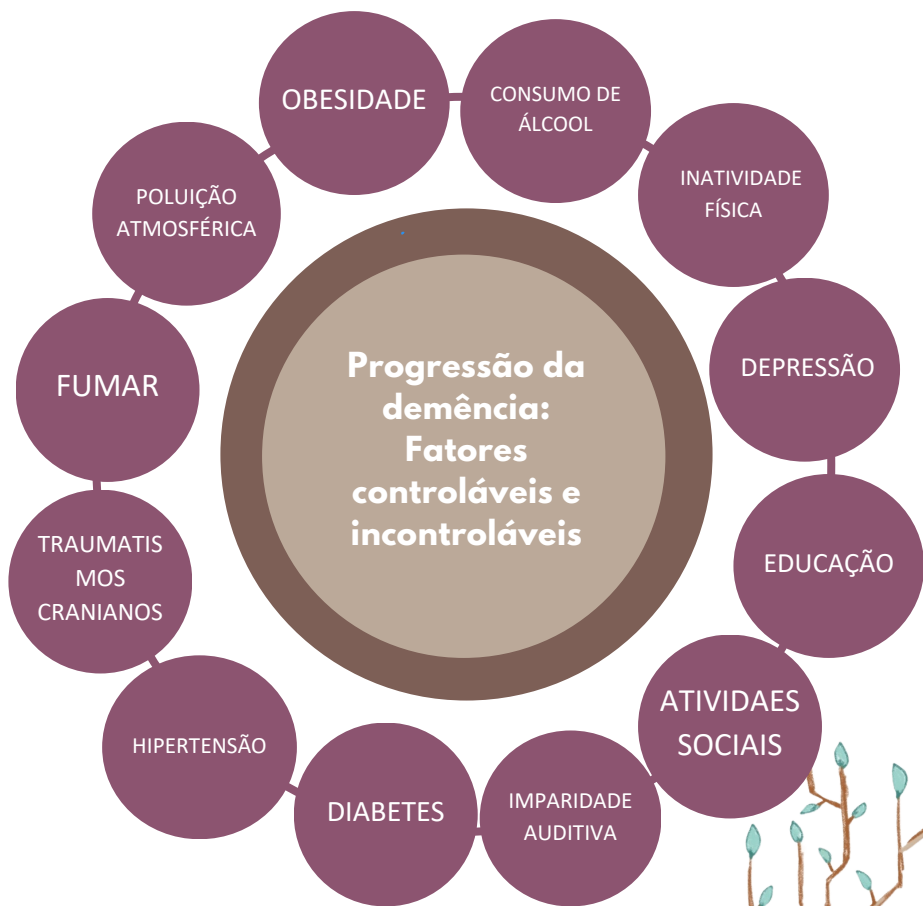 OBESIDADE
CONSUMO DE
ÁLCOOL
INATIVIDADE
FÍSICA
DEPRESSÃO
EDUCAÇÃO
ATIVIDAES
SOCIAIS
IMPARIDADE
AUDITIVA
DIABETES
HIPERTENSÃO
TRAUMATIS
MOS
CRANIANOS
FUMAR
POLUIÇÃO
ATMOSFÉRICA
Progressão da
demência:
Fatores
controláveis e
incontroláveis